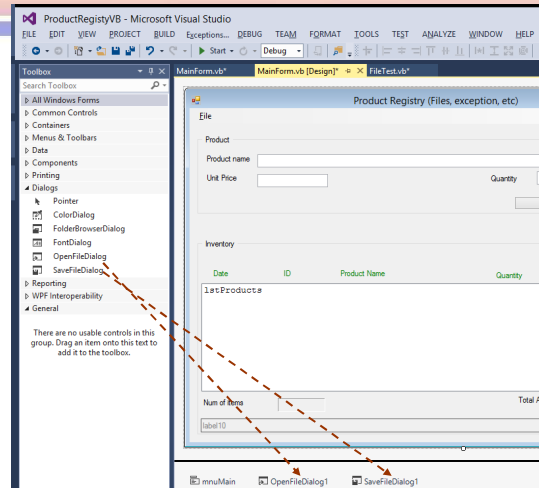 ProductRegistyVB - Microsoft Visual Studio
FILE EDIT VIEW PROJECT BUILD Exceptions... DEBUG TEAM FORMAT TOOLS TEST ANALYZE WINDOW HELP
Start Debug
Toolbox MainForm.vb* MainForm.vb [Design]* FileTest.vb*
Search Toolbox
All Windows Forms
Product Registry (Files, exception, etc)
Common Controls
Containers
File
Menus & Toolbars
Data
Product
Components
Product name
Printing
Unit Price Quantity
Dialogs
Pointer
ColorDialog
FolderBrowserDialog
FontDialog
Inventory
OpenFileDialog
SaveFileDialog
Date ID Product Name Quantity
Reporting
WPF Interoperability
lstProducts
General
There are no usable controls in this
group. Drag an item onto this text to
add it to the toolbox.
Num of Items Total A
label10
mnuMain OpenFileDialog1 SaveFileDialog1